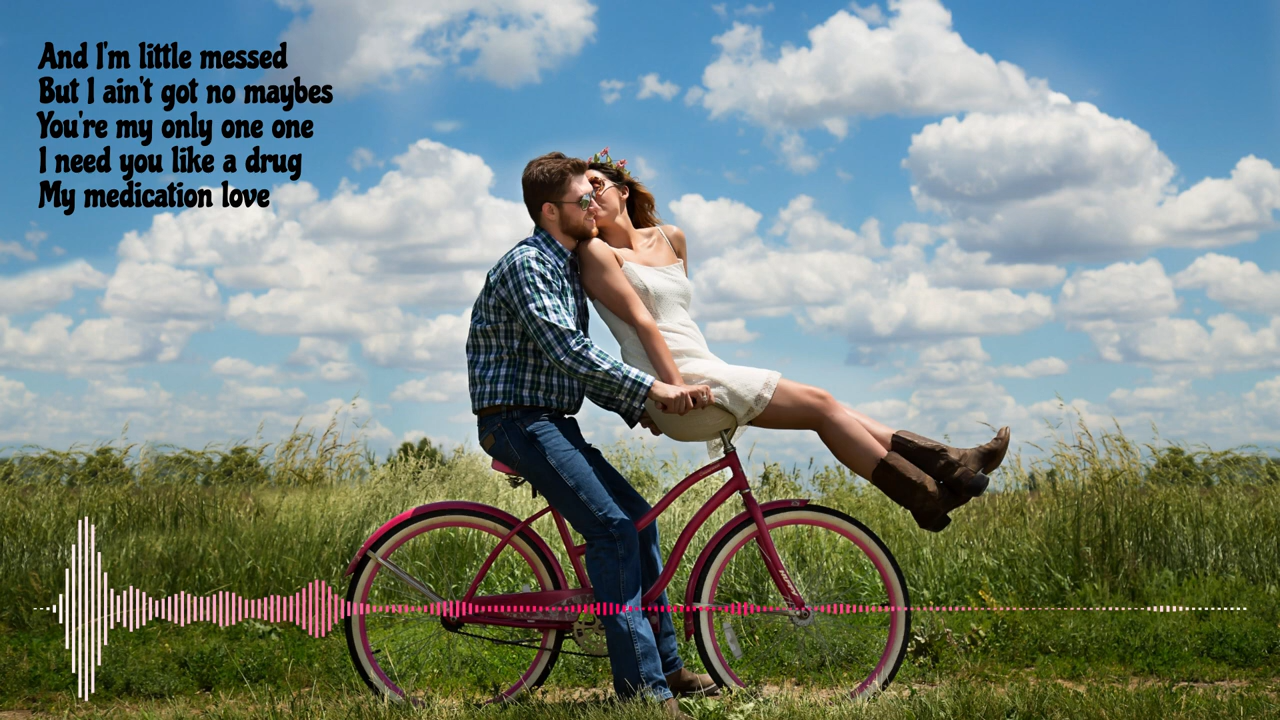 And I'm little messed
But I ain't got no maybes
You're my only one one
I need you like a drug
My medication love